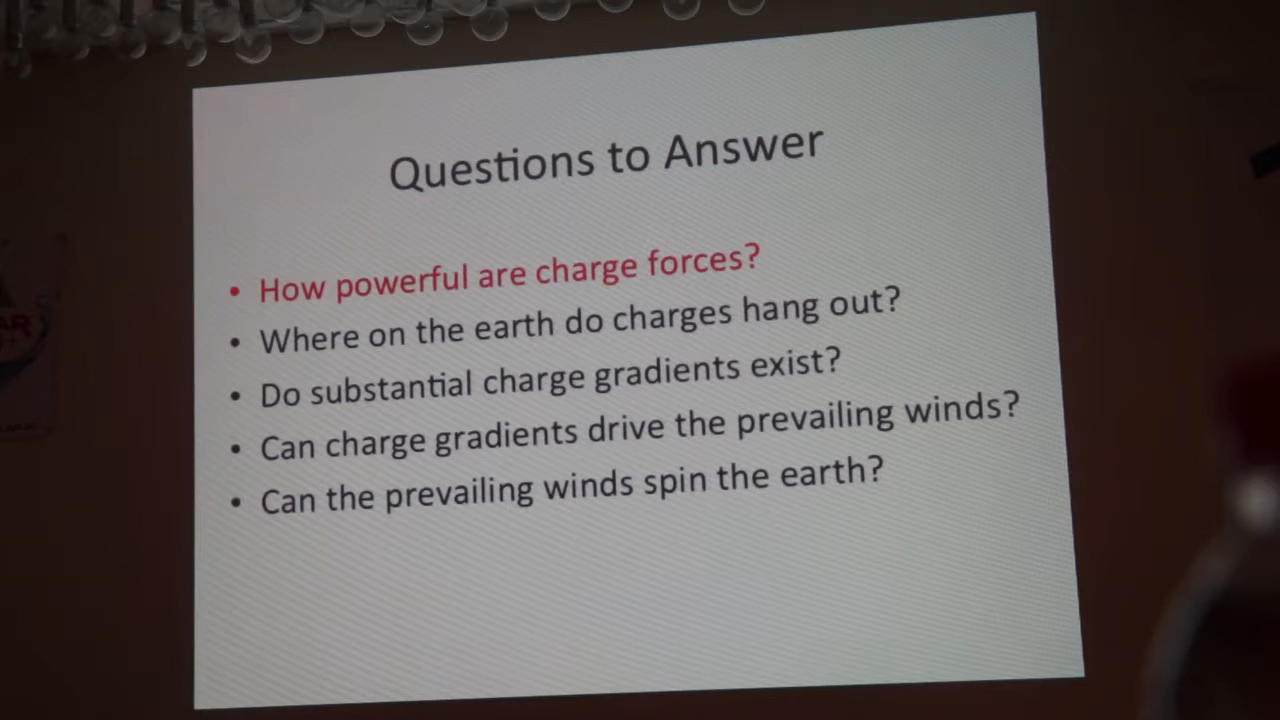 Questions to Answer
• How powerful are charge forces?
• Where on the earth do charges hang out?
• Do substantial charge gradients exist?
• Can charge gradients drive the prevailing winds?
• Can the prevailing winds spin the earth?